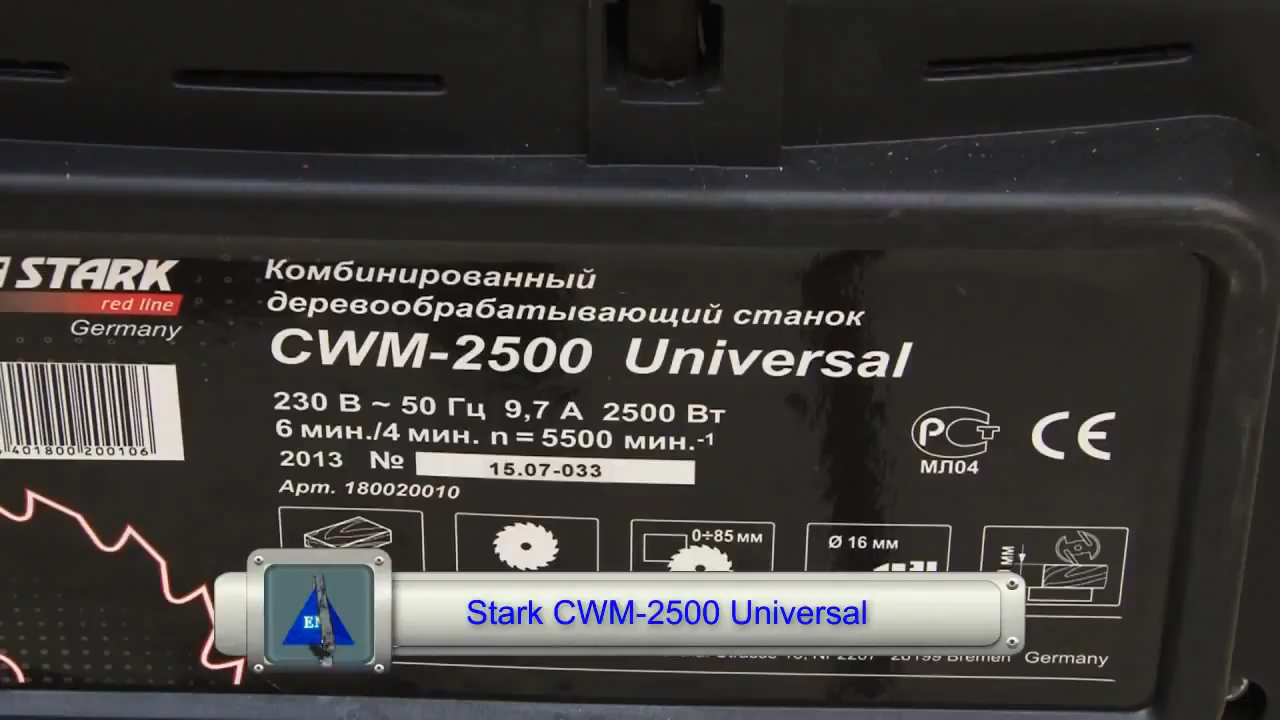 STARK
red line
Germany
401800200106
Комбинированный
деревообрабатывающий станок
CWM-2500 Universal
230 В ~ 50 Гц 9,7 А 2500 Вт
6 мин./4 мин. n = 5500 мин.-¹
2013 № 15.07-033
Арт. 180020010
РСТ
МЛ04
CE
0÷85 мм
Ø 16 мм
мм
Stark CWM-2500 Universal
28199 Bremen Germany